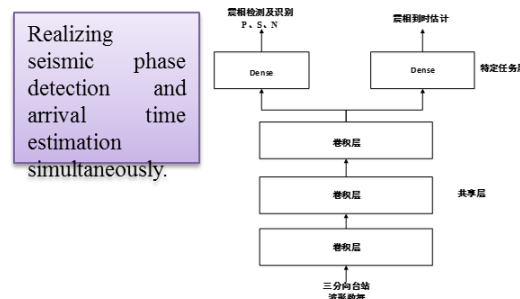 Realizing
seismic phase
detection and
arrival time
estimation
simultaneously.
震相检测及识别
P、S、N
震相到时估计
Dense
Dense
特定任务层
卷积层
卷积层
共享层
卷积层
三分向台站
波形数据